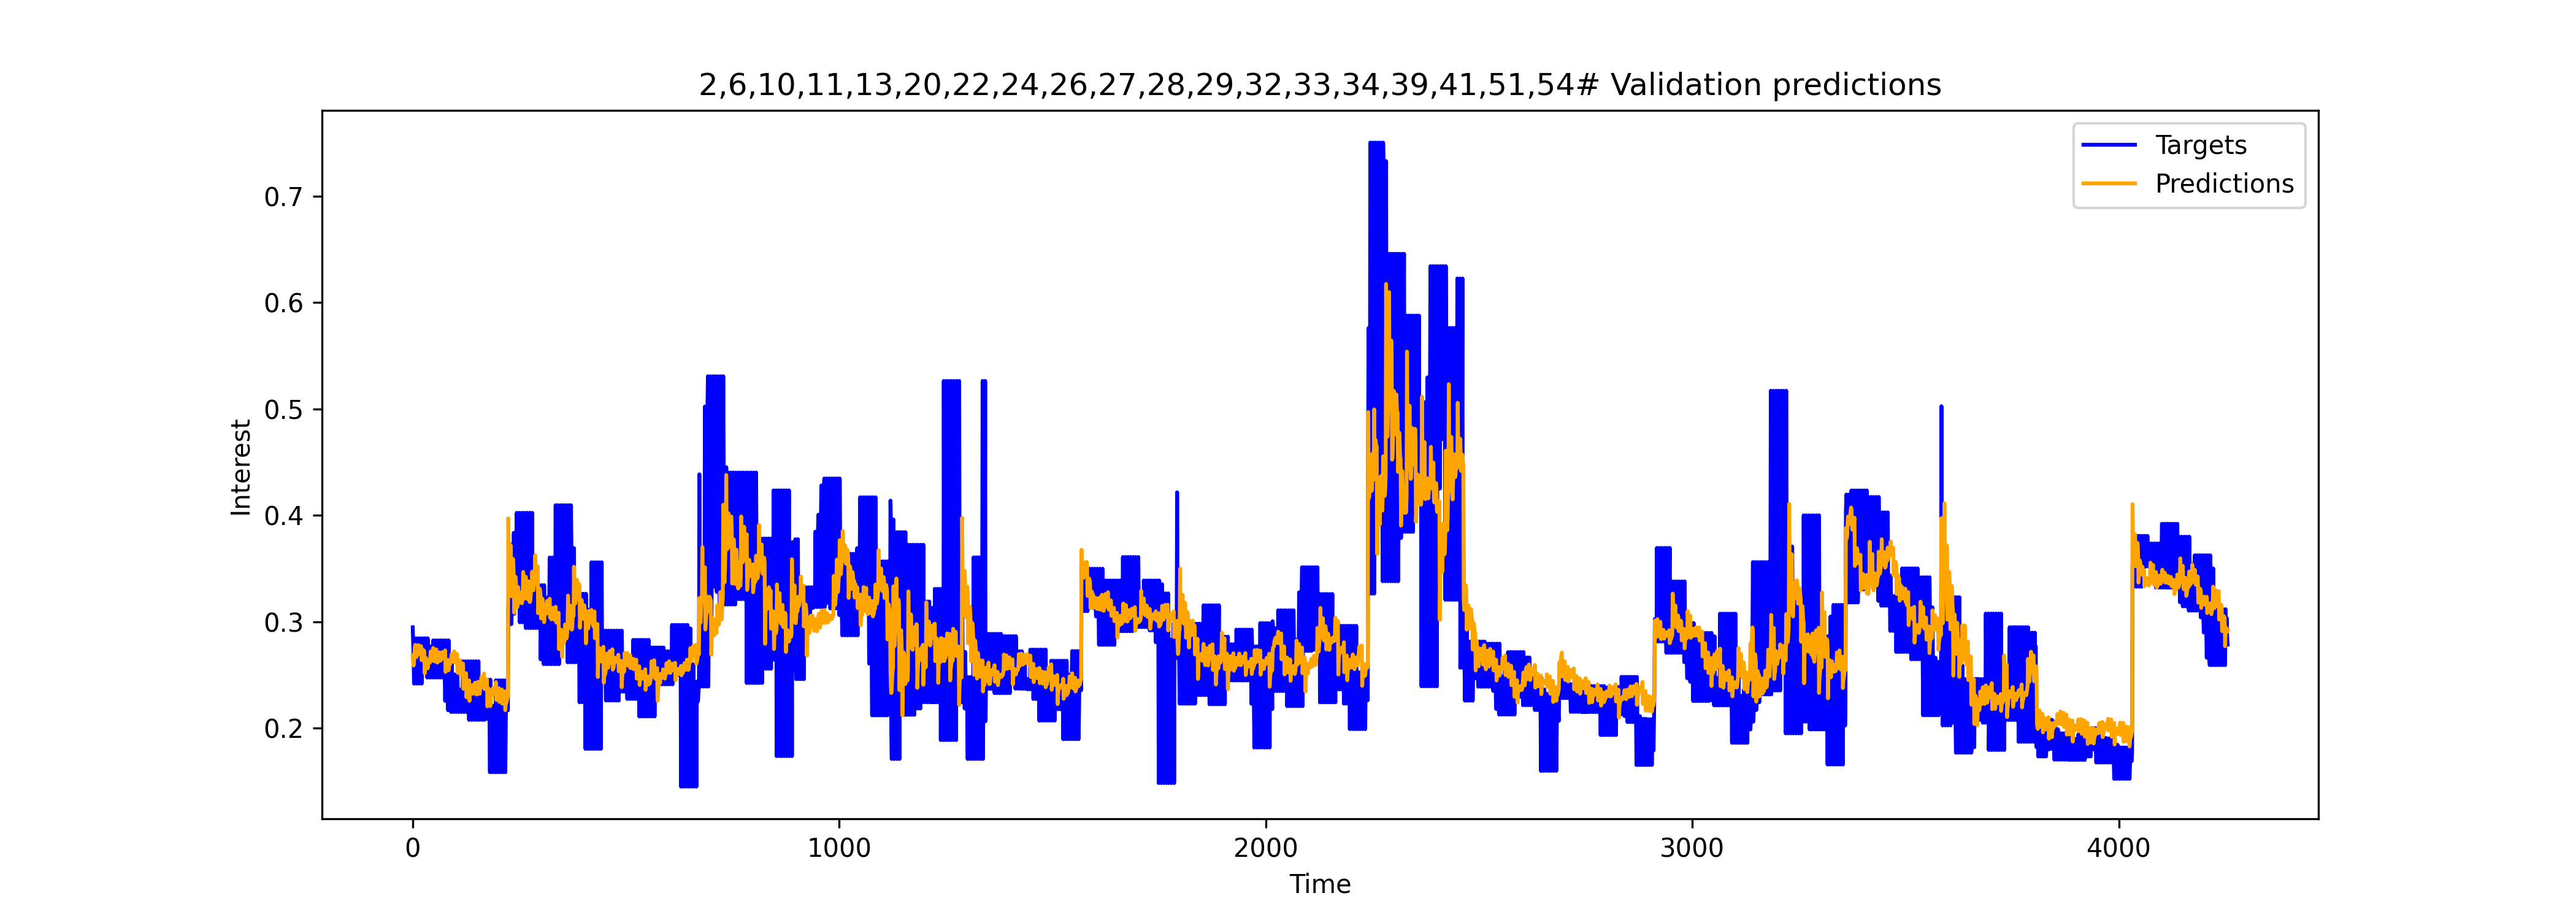 2,6,10,11,13,20,22,24,26,27,28,29,32,33,34,39,41,51,54# Validation predictions
Targets
Predictions
Interest
0.7
0.6
0.5
0.4
0.3
0.2
0
1000
2000
3000
4000
Time